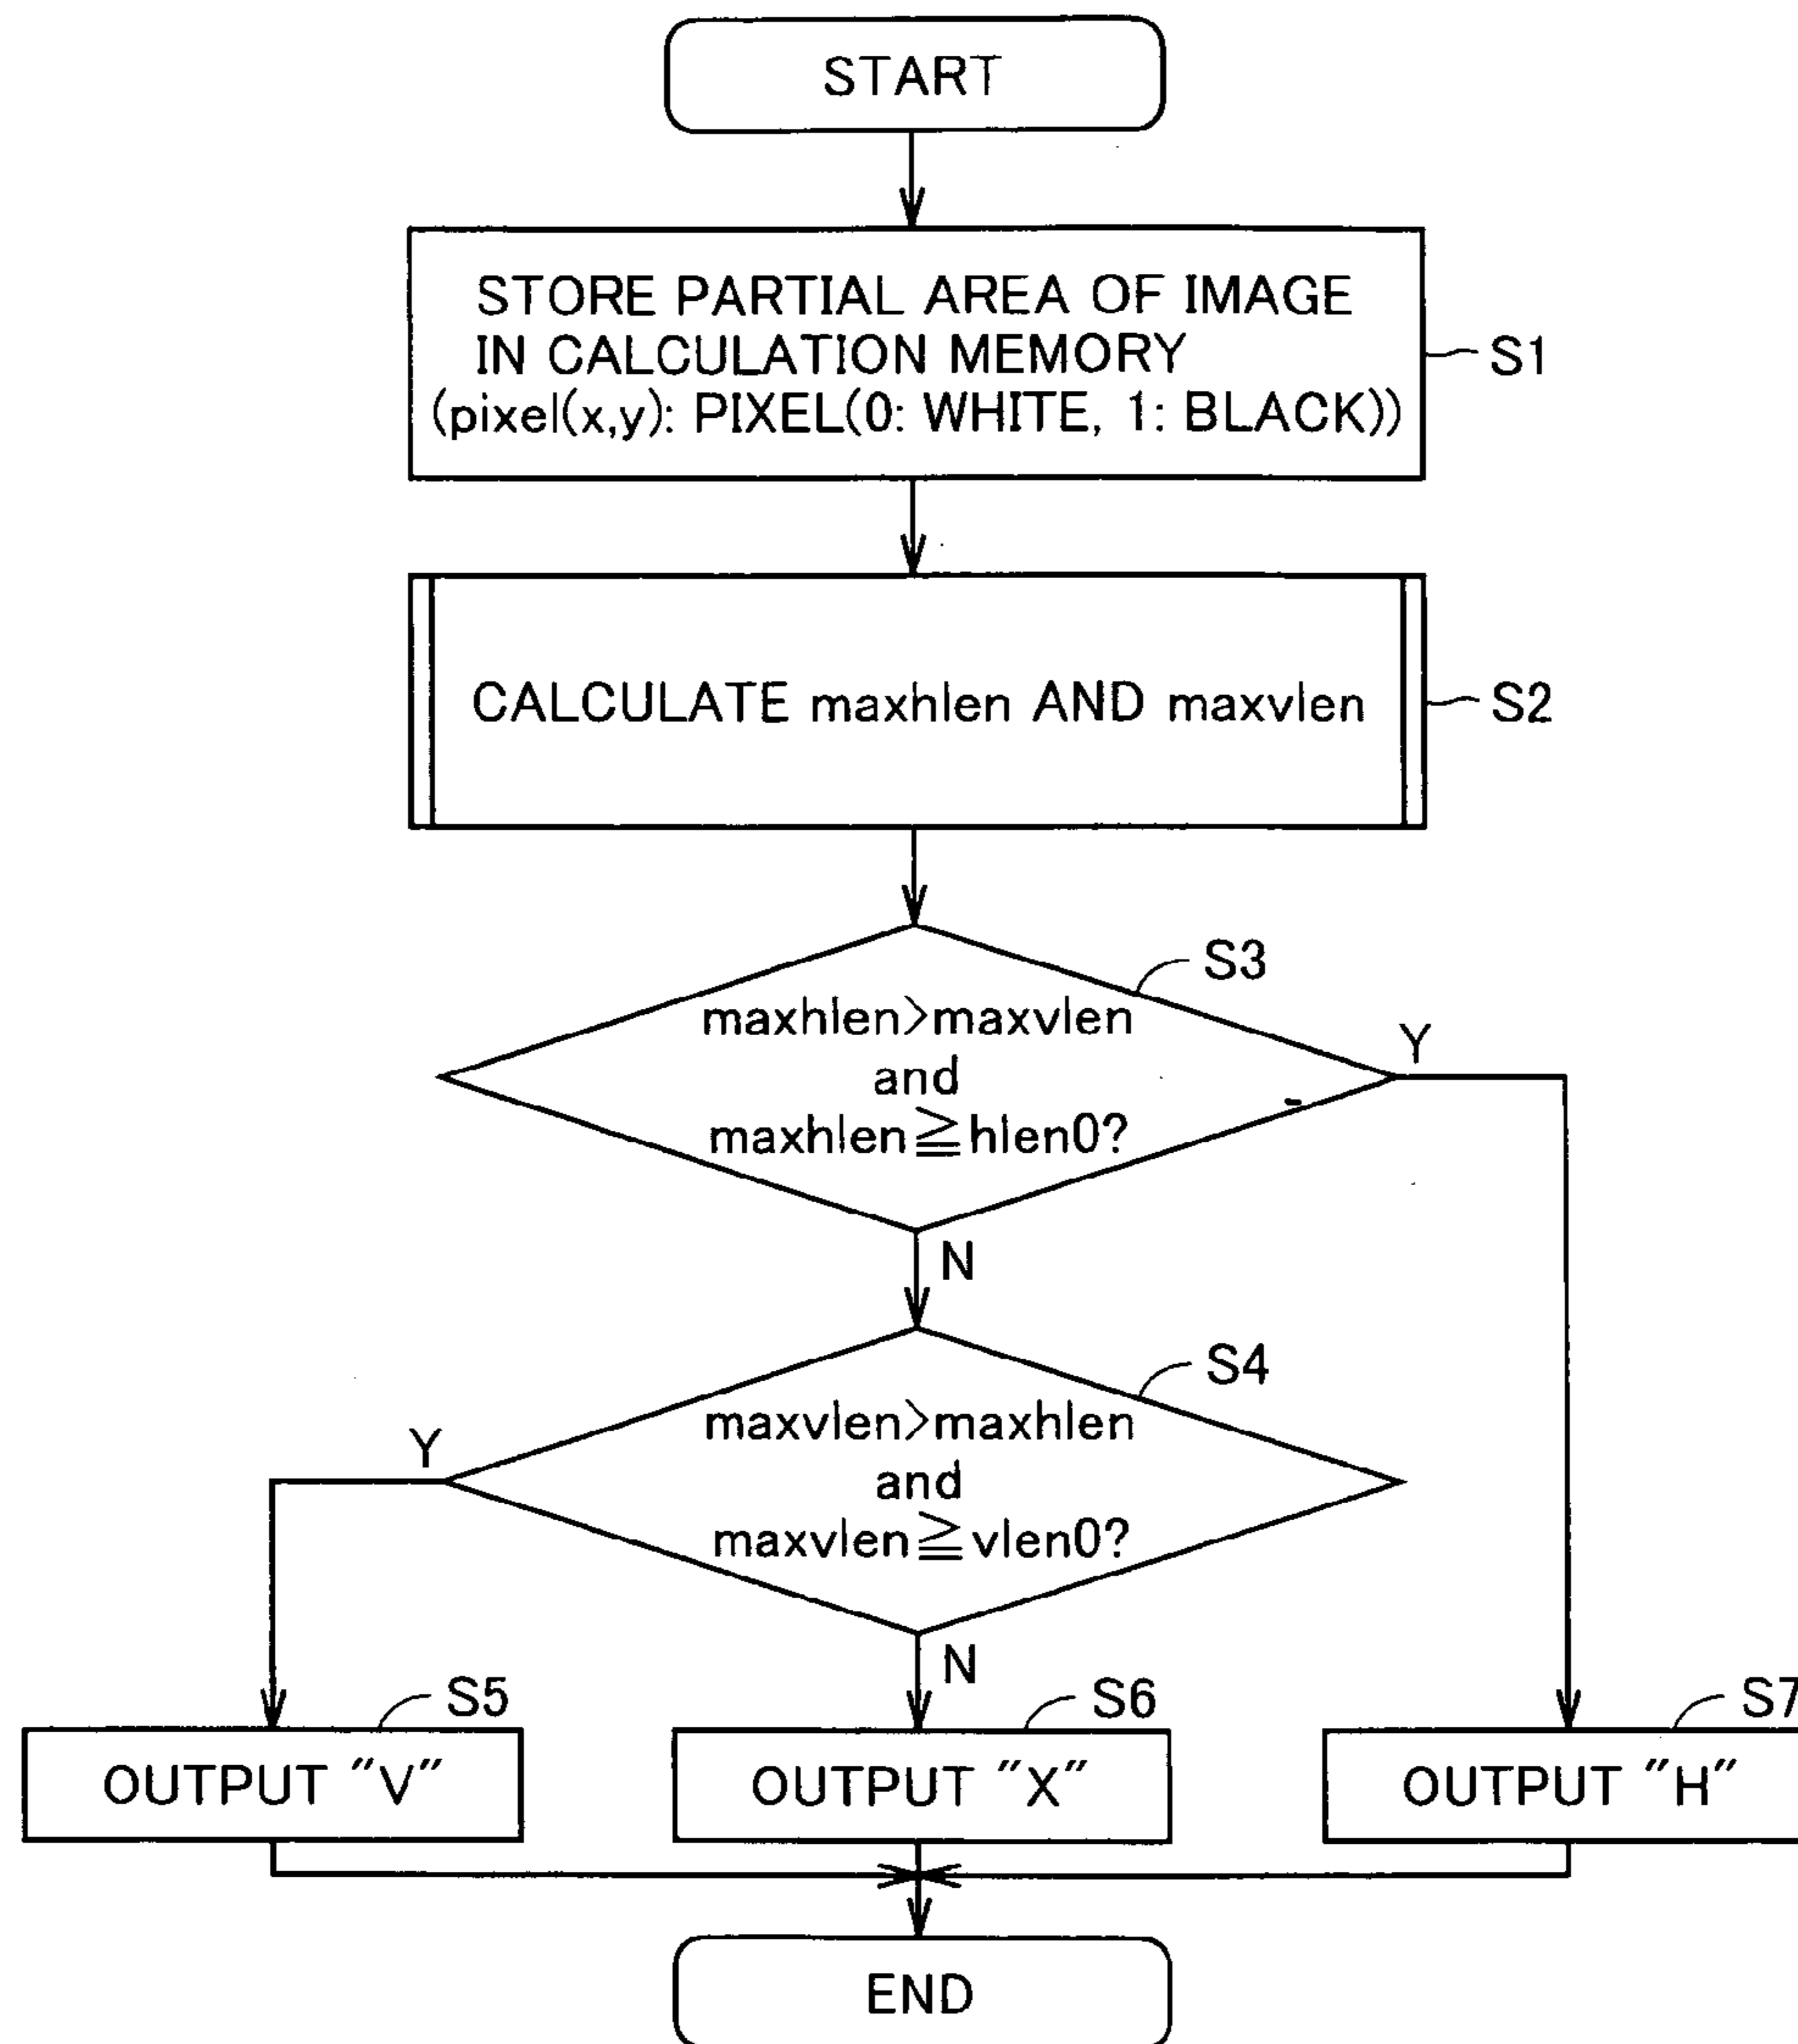 START
STORE PARTIAL AREA OF IMAGE
IN CALCULATION MEMORY
(pixel(x,y): PIXEL(0: WHITE, 1: BLACK))
S1
CALCULATE maxhlen AND maxvlen
S2
S3
maxhlen>maxvlen
and
maxhlen≧hlen0?
Y
N
S4
maxvlen>maxhlen
and
maxvlen≧vlen0?
Y
N
S5
OUTPUT "V"
S6
OUTPUT "X"
S7
OUTPUT "H"
END